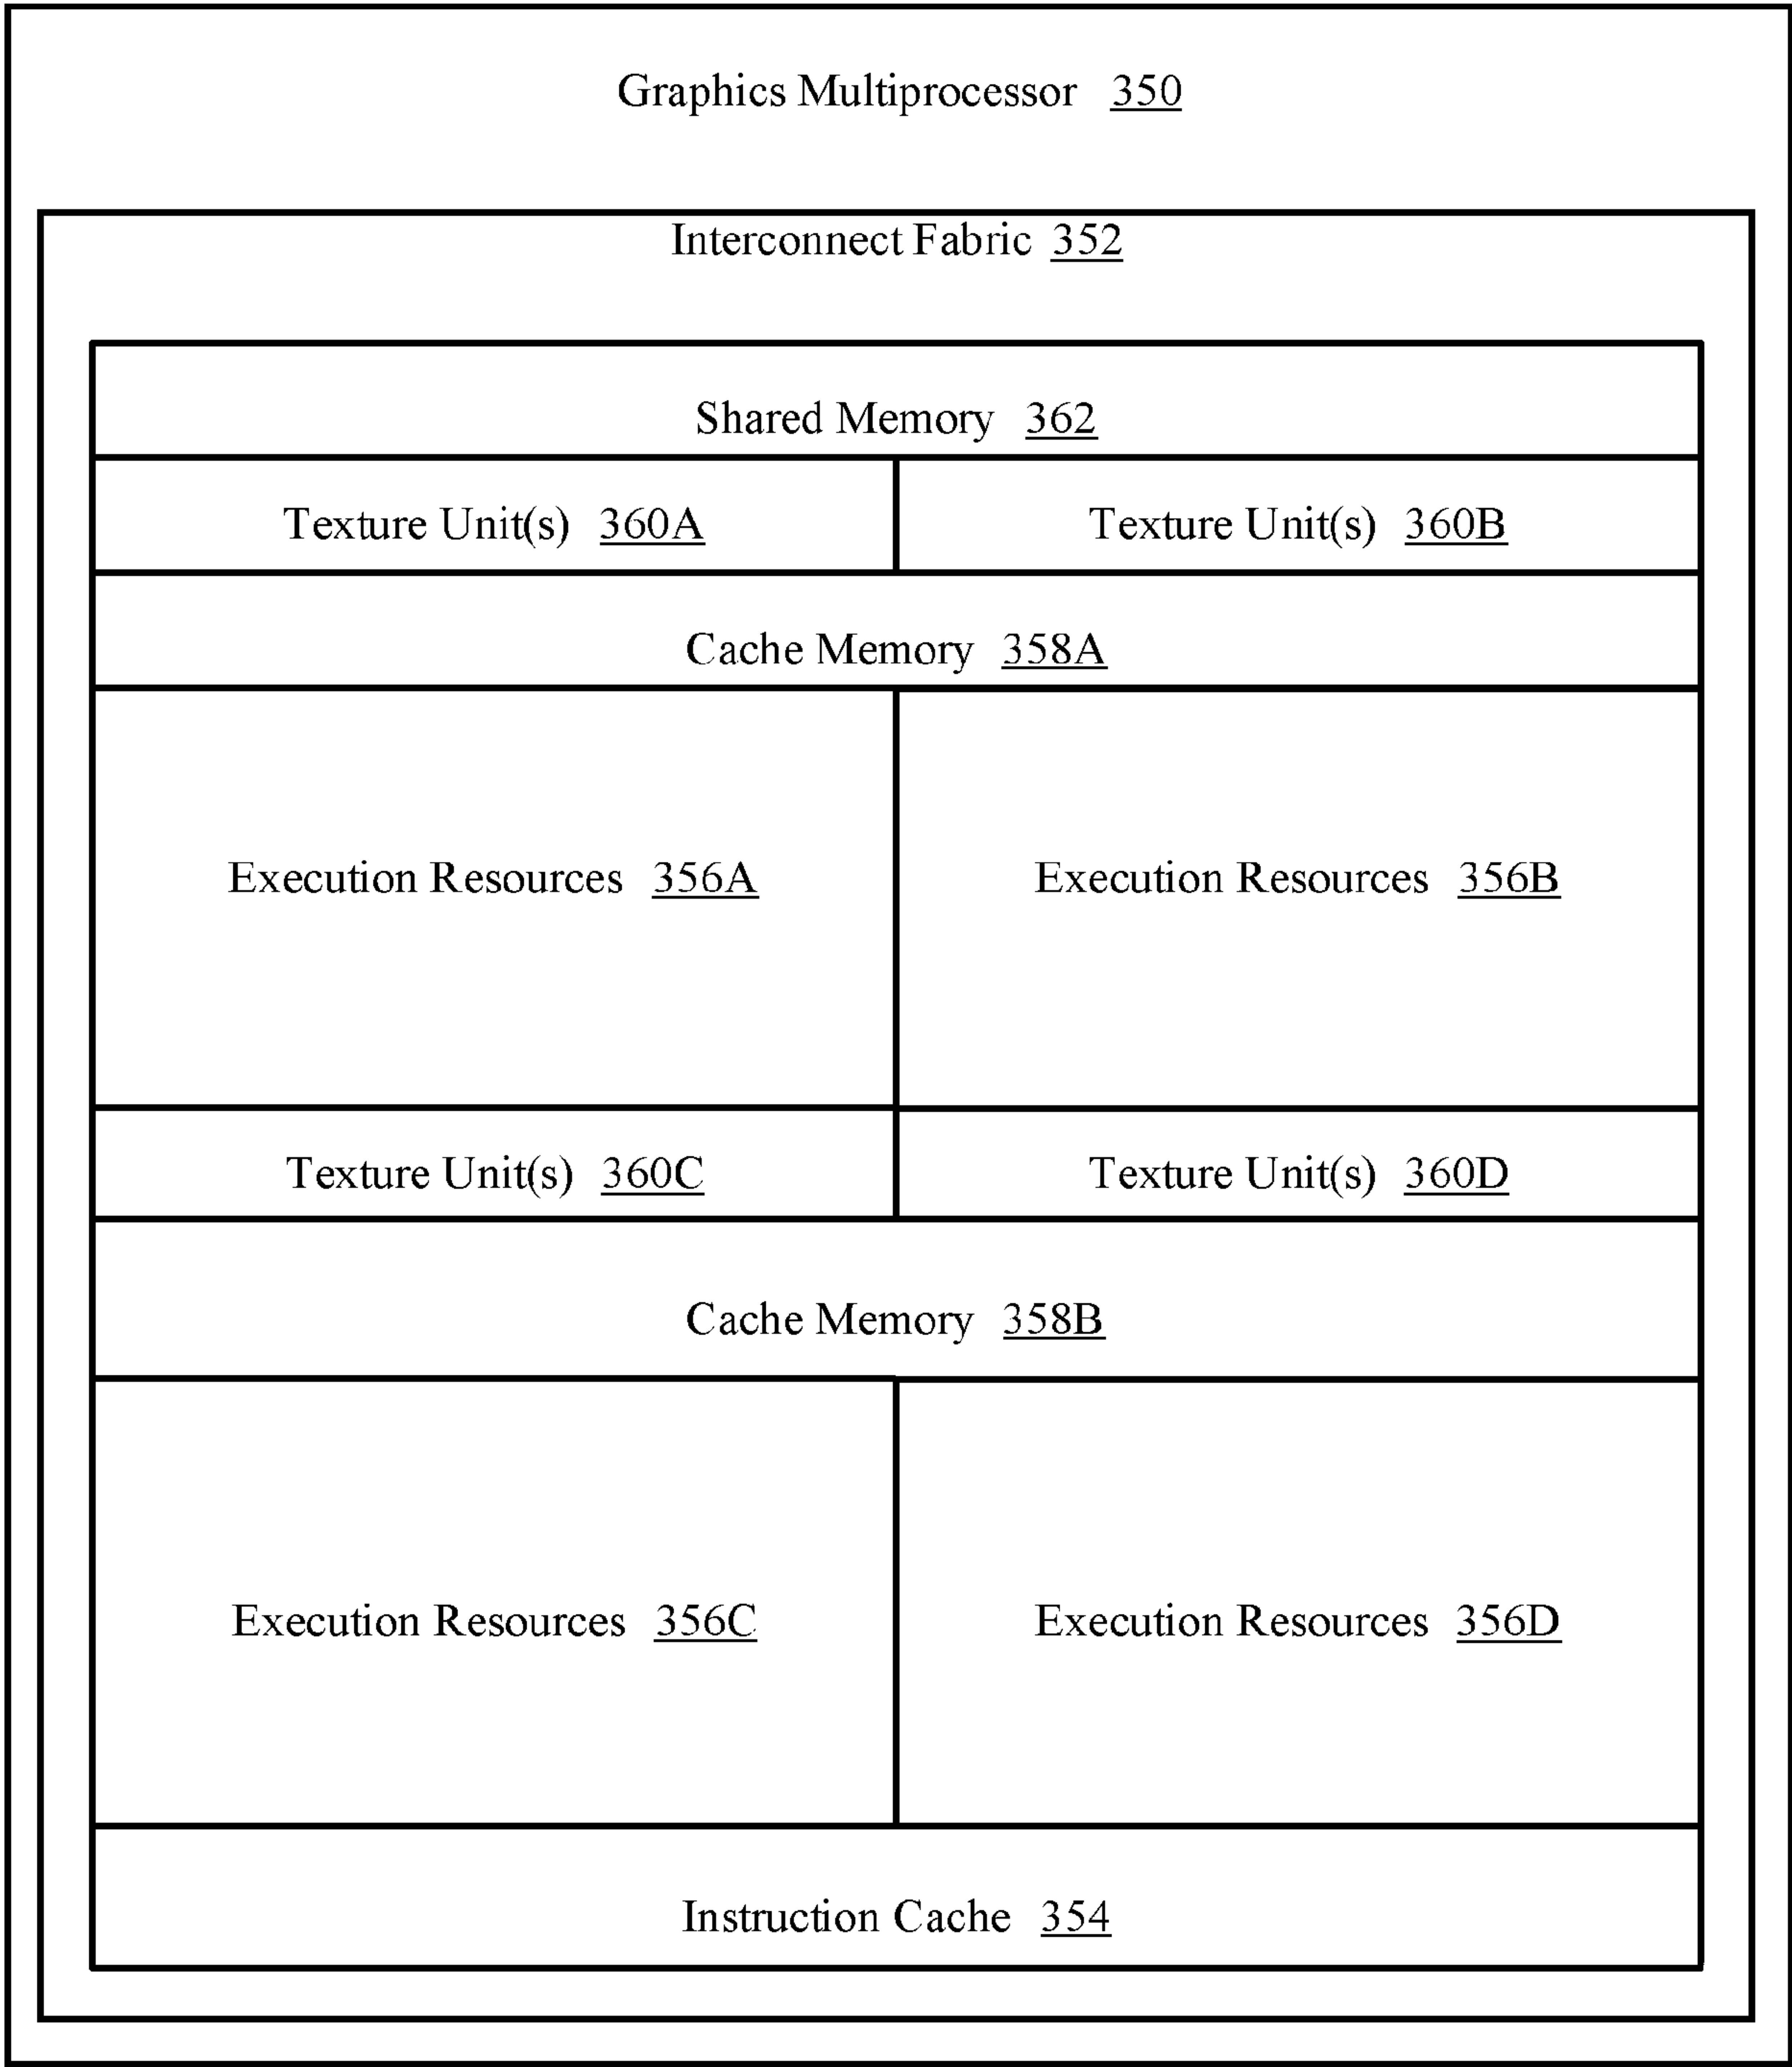 Graphics Multiprocessor 350
Interconnect Fabric 352
Shared Memory 362
Texture Unit(s) 360A
Texture Unit(s) 360B
Cache Memory 358A
Execution Resources 356A
Execution Resources 356B
Texture Unit(s) 360C
Texture Unit(s) 360D
Cache Memory 358B
Execution Resources 356C
Execution Resources 356D
Instruction Cache 354